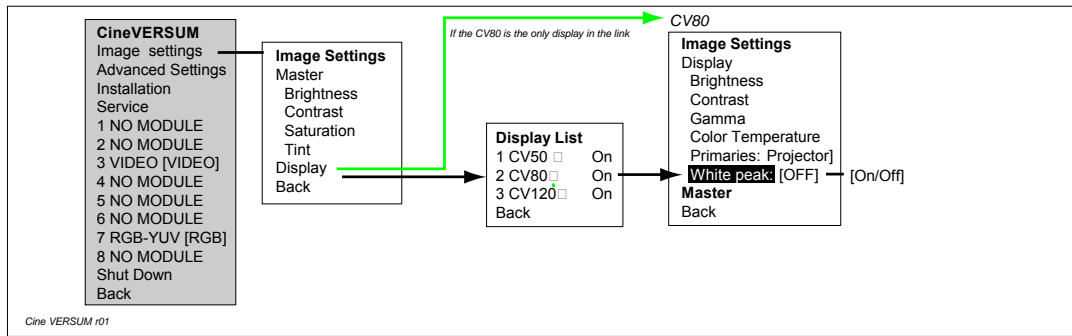 CineVERSUM
Image settings
Advanced Settings
Installation
Service
1 NO MODULE
2 NO MODULE
3 VIDEO [VIDEO]
4 NO MODULE
5 NO MODULE
6 NO MODULE
7 RGB-YUV [RGB]
8 NO MODULE
Shut Down
Back
Image Settings
Master
Brightness
Contrast
Saturation
Tint
Display
Back
If the CV80 is the only display in the link
Display List
1 CV50 □ On
2 CV80□ On
3 CV120□ On
Back
CV80
Image Settings
Display
Brightness
Contrast
Gamma
Color Temperature
Primaries: Projector]
White peak: [OFF]
Master
Back
[On/Off]
Cine VERSUM r01